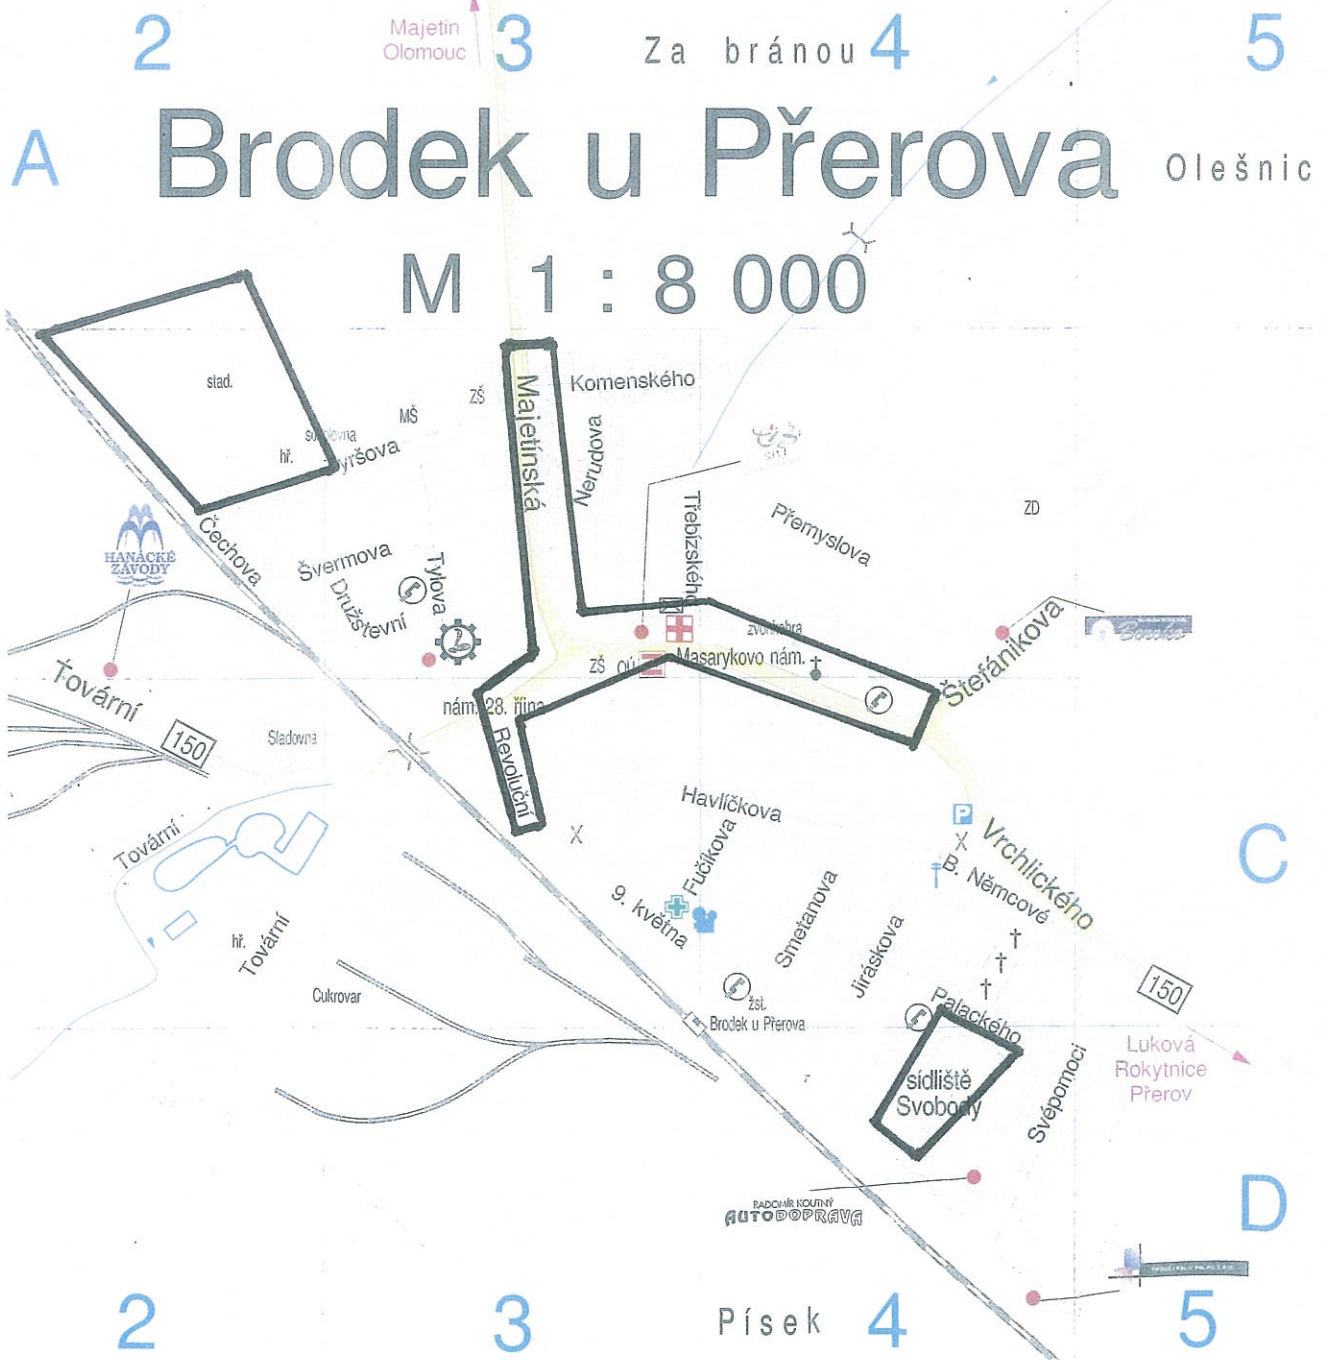 2
Majetín
Olomouc
3
Za bránou
4
5
A
Brodek u Přerova
Olešnic
M 1 : 8 000
stad.
Komenského
ZŠ
MŠ
Majetínská
hř.
yršova
Nerudova
Třebízského
Přemyslova
ZD
HANÁCKÉ
ZÁVODY
Čechova
Švermova
Družstevní
Tylova
Štefánikova
ZŠ
OÚ
Masarykovo nám.
Tovární
150
Sladovna
nám. 28. října
Revoluční
Havlíčkova
Fučíkova
Vrchlického
C
Tovární
B. Němcové
9. května
Smetanova
Jiráskova
hř.
Tovární
Cukrovar
žst.
Brodek u Přerova
Palackého
150
Luková
Rokytnice
Přerov
sídliště
Svobody
Svépomoci
RADOMÍR KOUTNÝ
AUTODOPRAVA
D
2
3
Písek
4
5